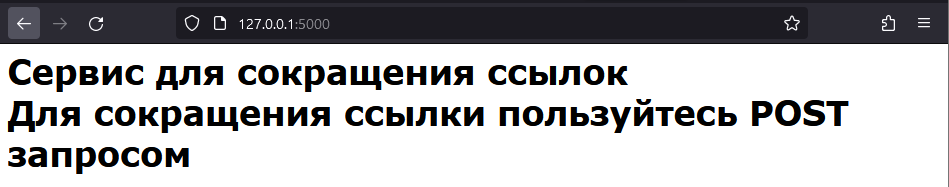 127.0.0.1:5000
Сервис для сокращения ссылок
Для сокращения ссылки пользуйтесь POST
запросом